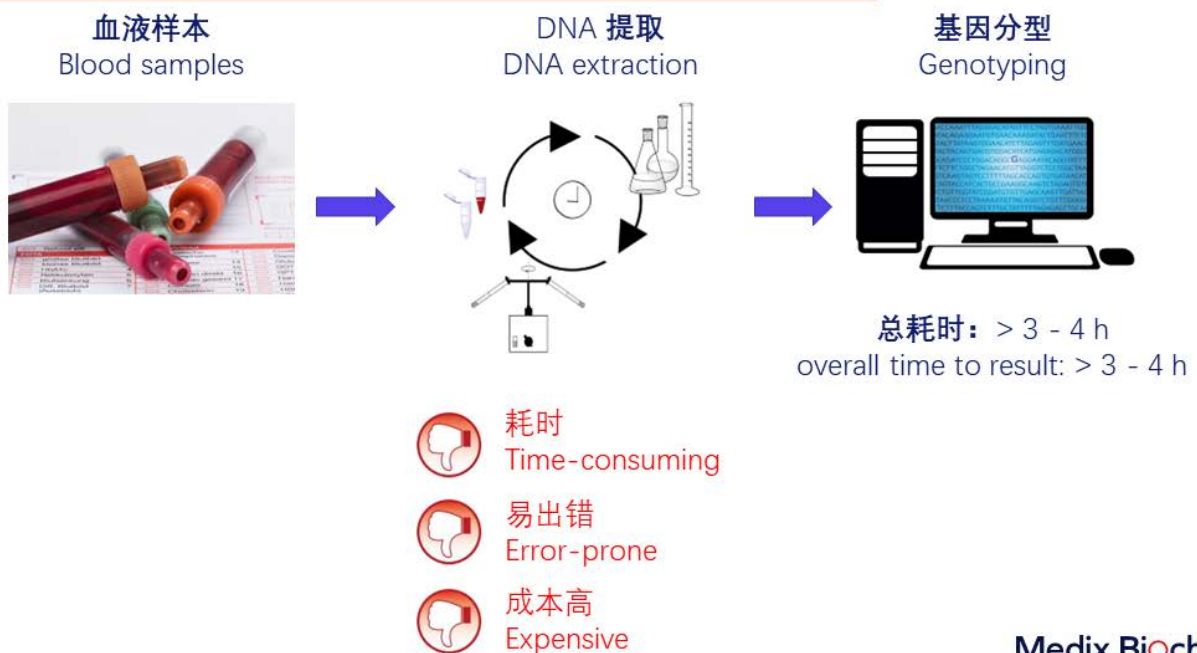 血液样本
Blood samples
DNA 提取
DNA extraction
基因分型
Genotyping
总耗时：> 3 - 4 h
overall time to result: > 3 - 4 h
耗时
Time-consuming
易出错
Error-prone
成本高
Expensive
Medix Bioch